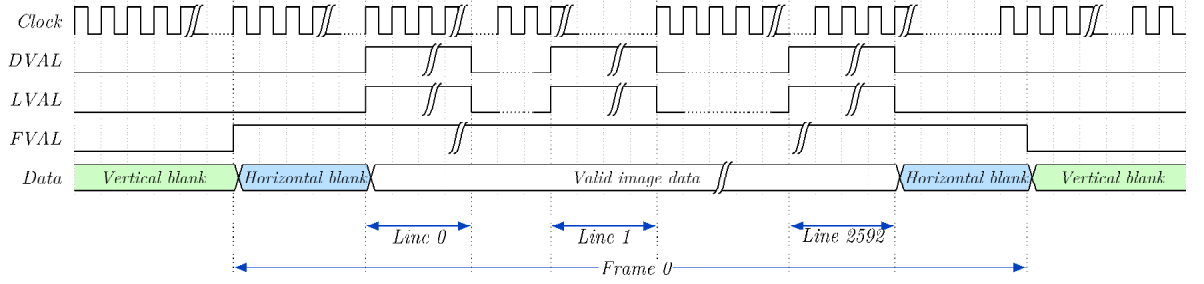 Clock
DVAL
LVAL
FVAL
Data Vertical blank Horizontal blank Valid image data Horizontal blank Vertical blank
Line 0 Line 1 Line 2592
Frame 0